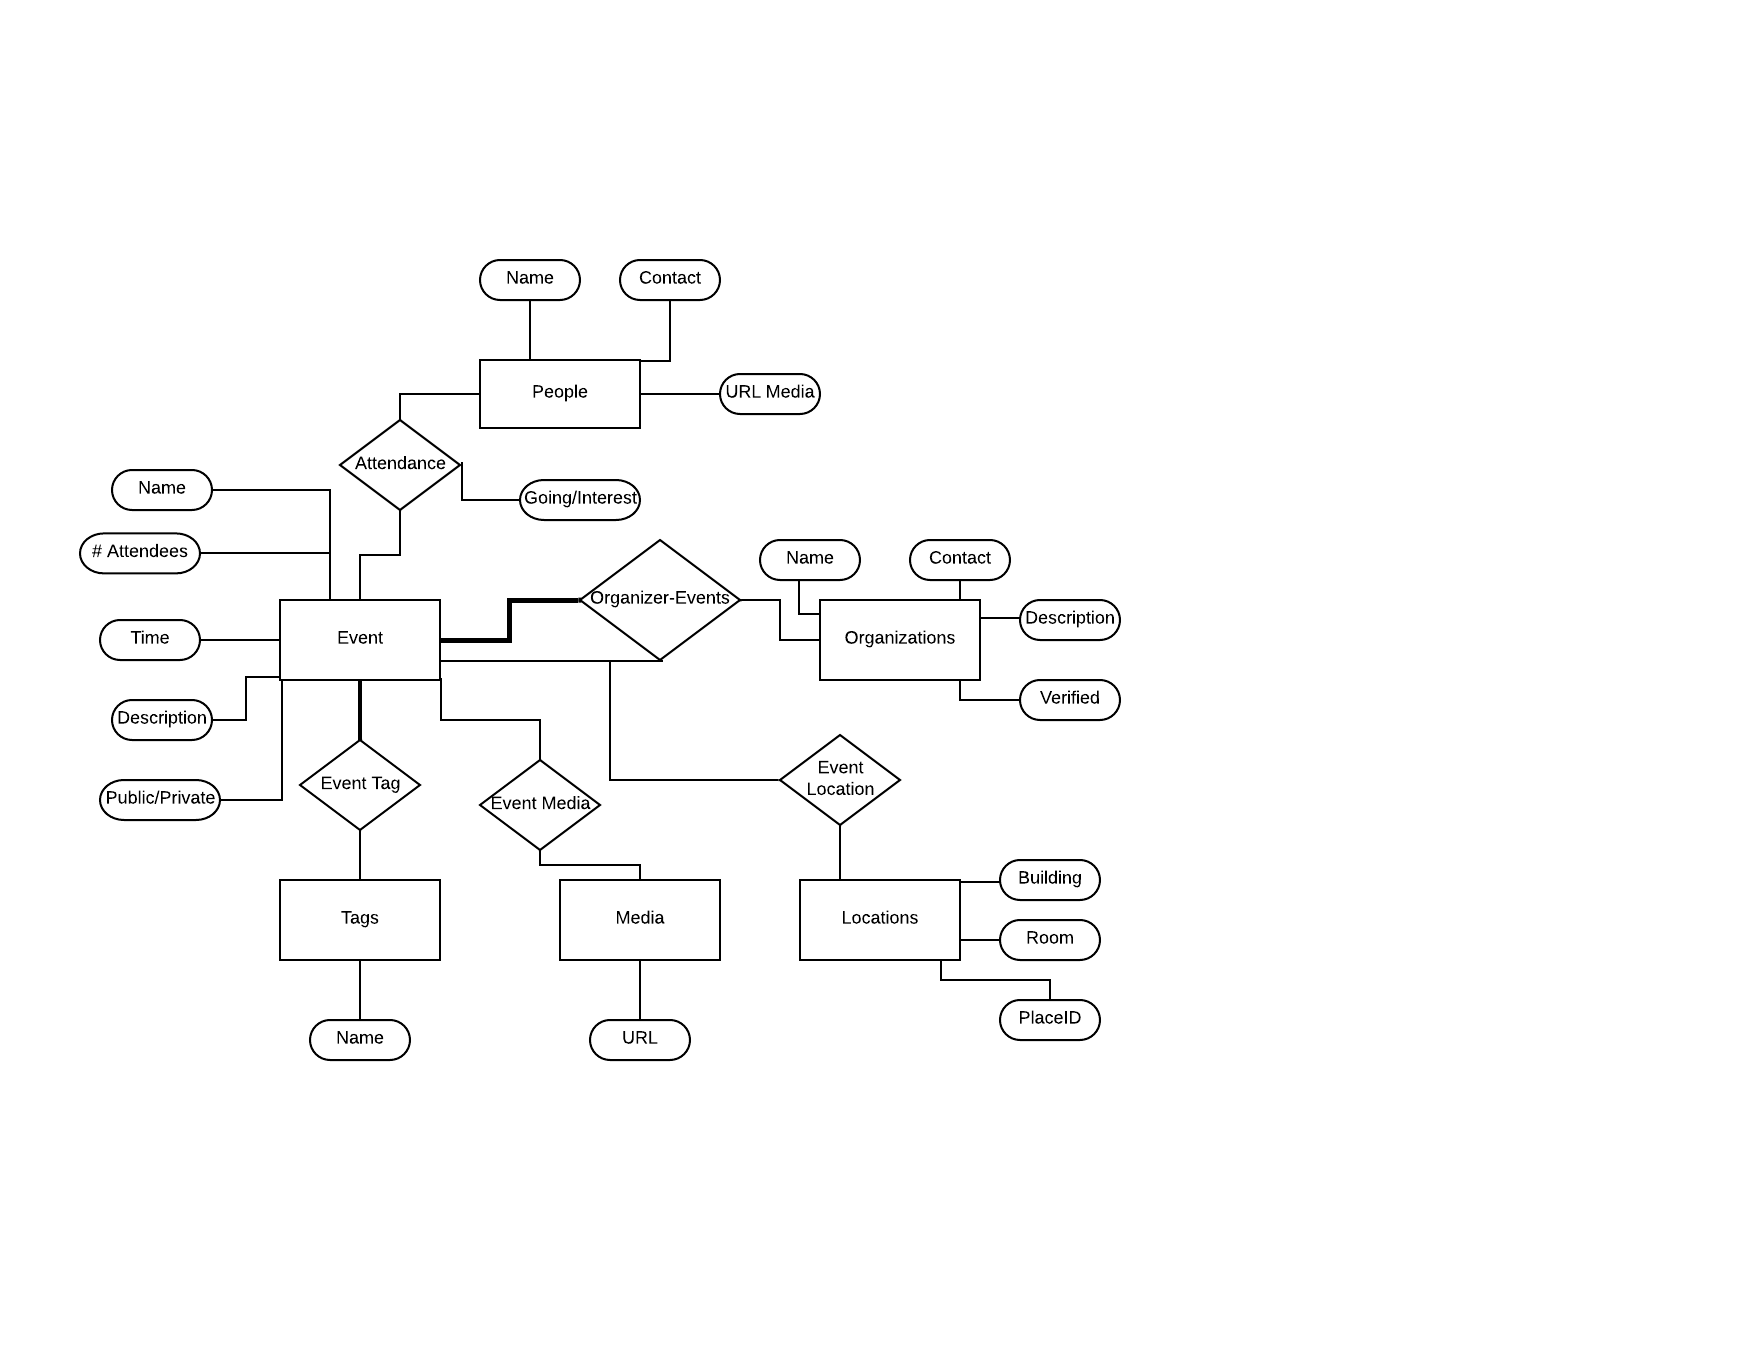 Name
Contact
People
URL Media
Attendance
Name
Going/Interest
# Attendees
Name
Contact
Organizer-Events
Description
Time
Event
Organizations
Verified
Description
Event
Location
Event Tag
Public/Private
Event Media
Building
Tags
Media
Locations
Room
PlaceID
Name
URL